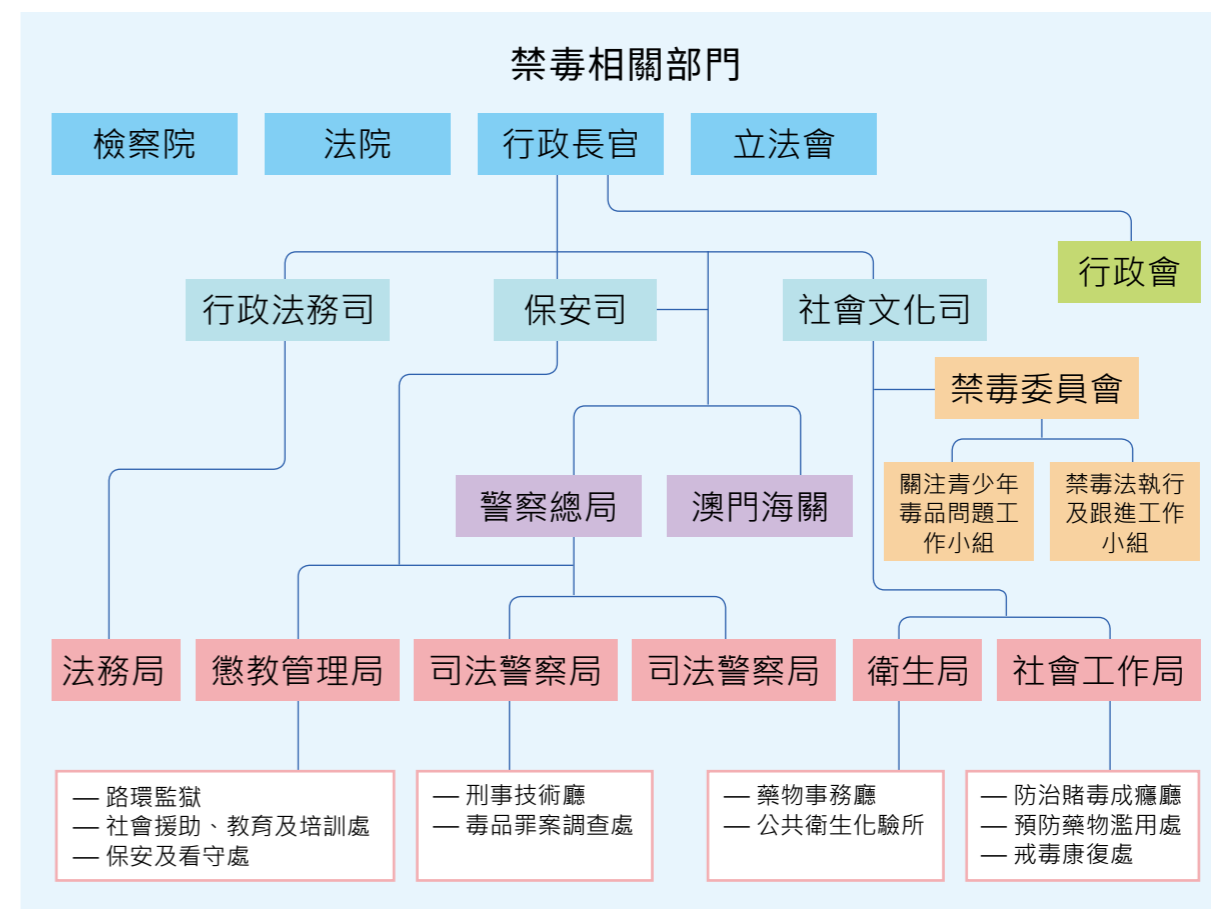 禁毒相關部門
檢察院
法院
行政長官
立法會
行政會
行政法務司
保安司
社會文化司
禁毒委員會
關注青少年
毒品問題工
作小組
禁毒法執行
及跟進工作
小組
警察總局
澳門海關
法務局
懲教管理局
司法警察局
司法警察局
衛生局
社會工作局
— 路環監獄
— 社會援助、教育及培訓處
— 保安及看守處
— 刑事技術廳
— 毒品罪案調查處
— 藥物事務廳
— 公共衛生化驗所
— 防治賭毒成癮廳
— 預防藥物濫用處
— 戒毒康復處